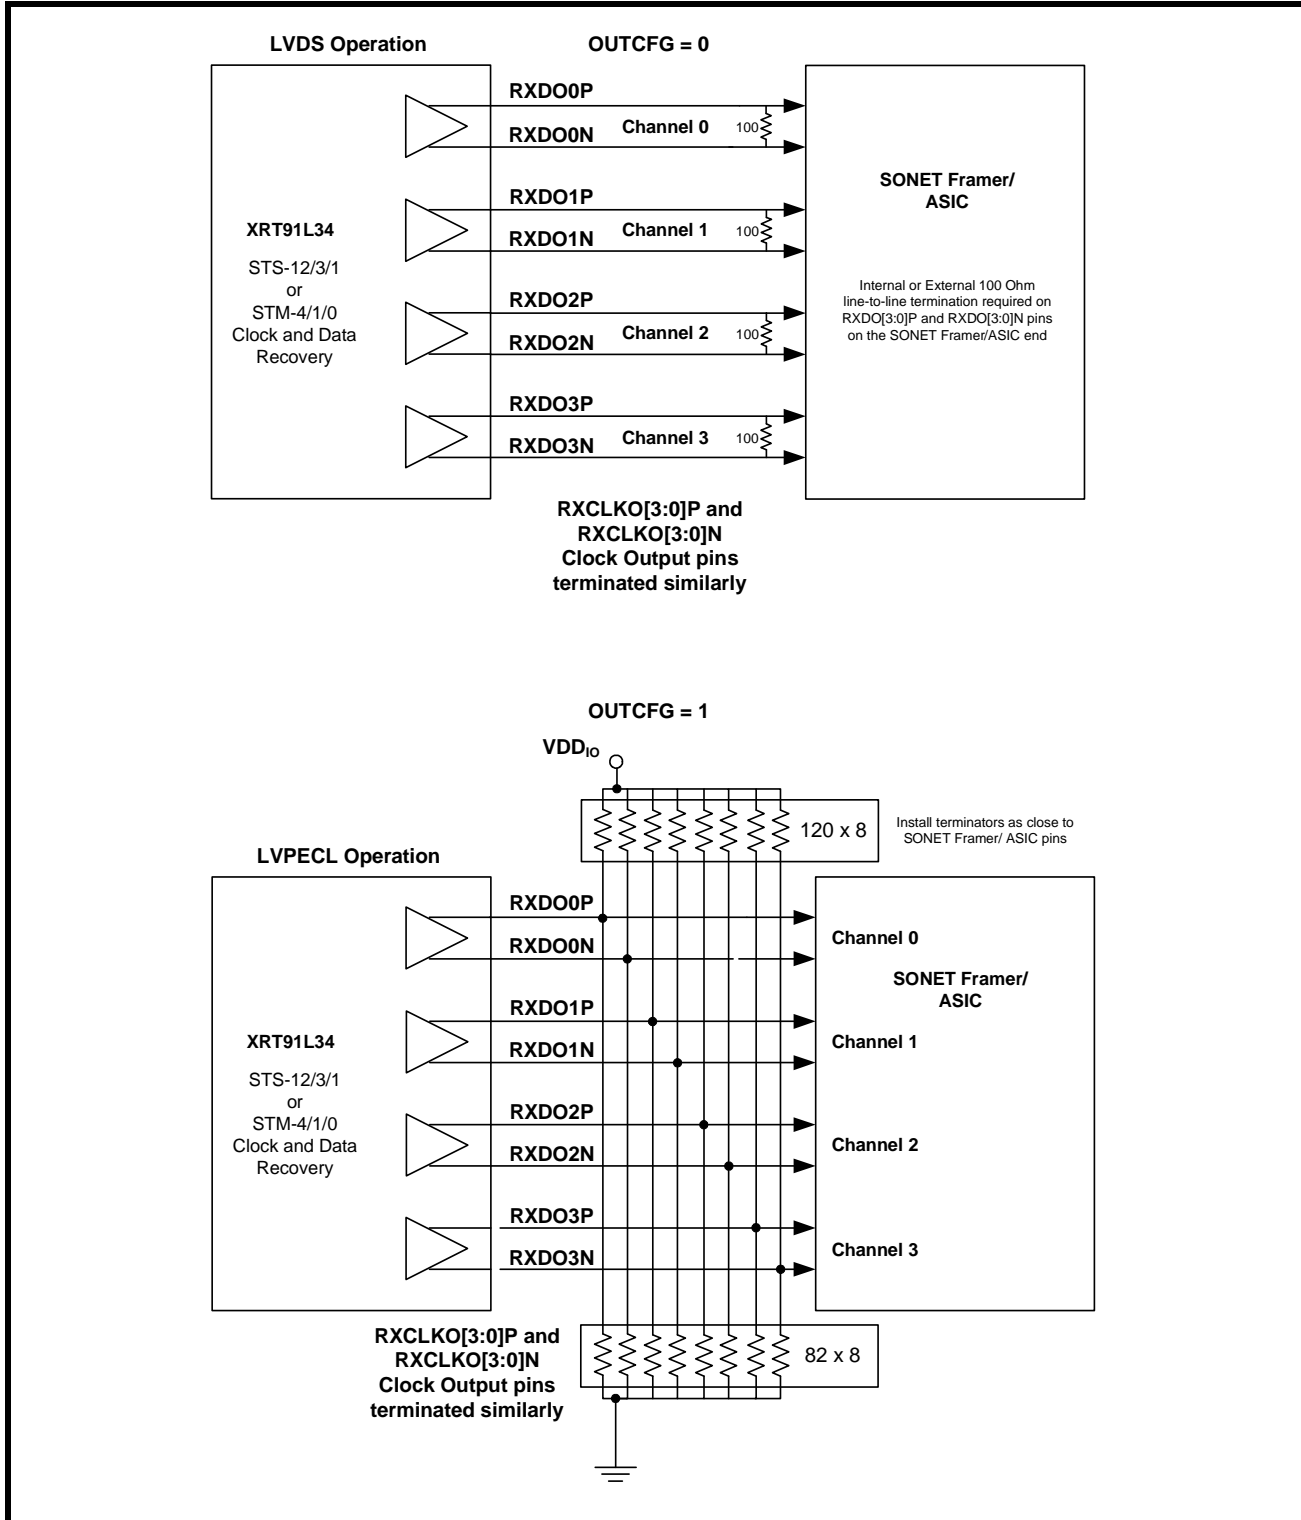 LVDS Operation
OUTCFG = 0
RXDO0P
RXDO0N
Channel 0
100
RXDO1P
RXDO1N
Channel 1
100
RXDO2P
RXDO2N
Channel 2
100
RXDO3P
RXDO3N
Channel 3
100
XRT91L34
STS-12/3/1
or
STM-4/1/0
Clock and Data
Recovery
SONET Framer/
ASIC
Internal or External 100 Ohm
line-to-line termination required on
RXDO[3:0]P and RXDO[3:0]N pins
on the SONET Framer/ASIC end
RXCLKO[3:0]P and
RXCLKO[3:0]N
Clock Output pins
terminated similarly
OUTCFG = 1
VDDIO
120 x 8
Install terminators as close to
SONET Framer/ ASIC pins
LVPECL Operation
RXDO0P
RXDO0N
Channel 0
SONET Framer/
ASIC
RXDO1P
RXDO1N
Channel 1
XRT91L34
STS-12/3/1
or
STM-4/1/0
Clock and Data
Recovery
RXDO2P
RXDO2N
Channel 2
RXDO3P
RXDO3N
Channel 3
RXCLKO[3:0]P and
RXCLKO[3:0]N
Clock Output pins
terminated similarly
82 x 8